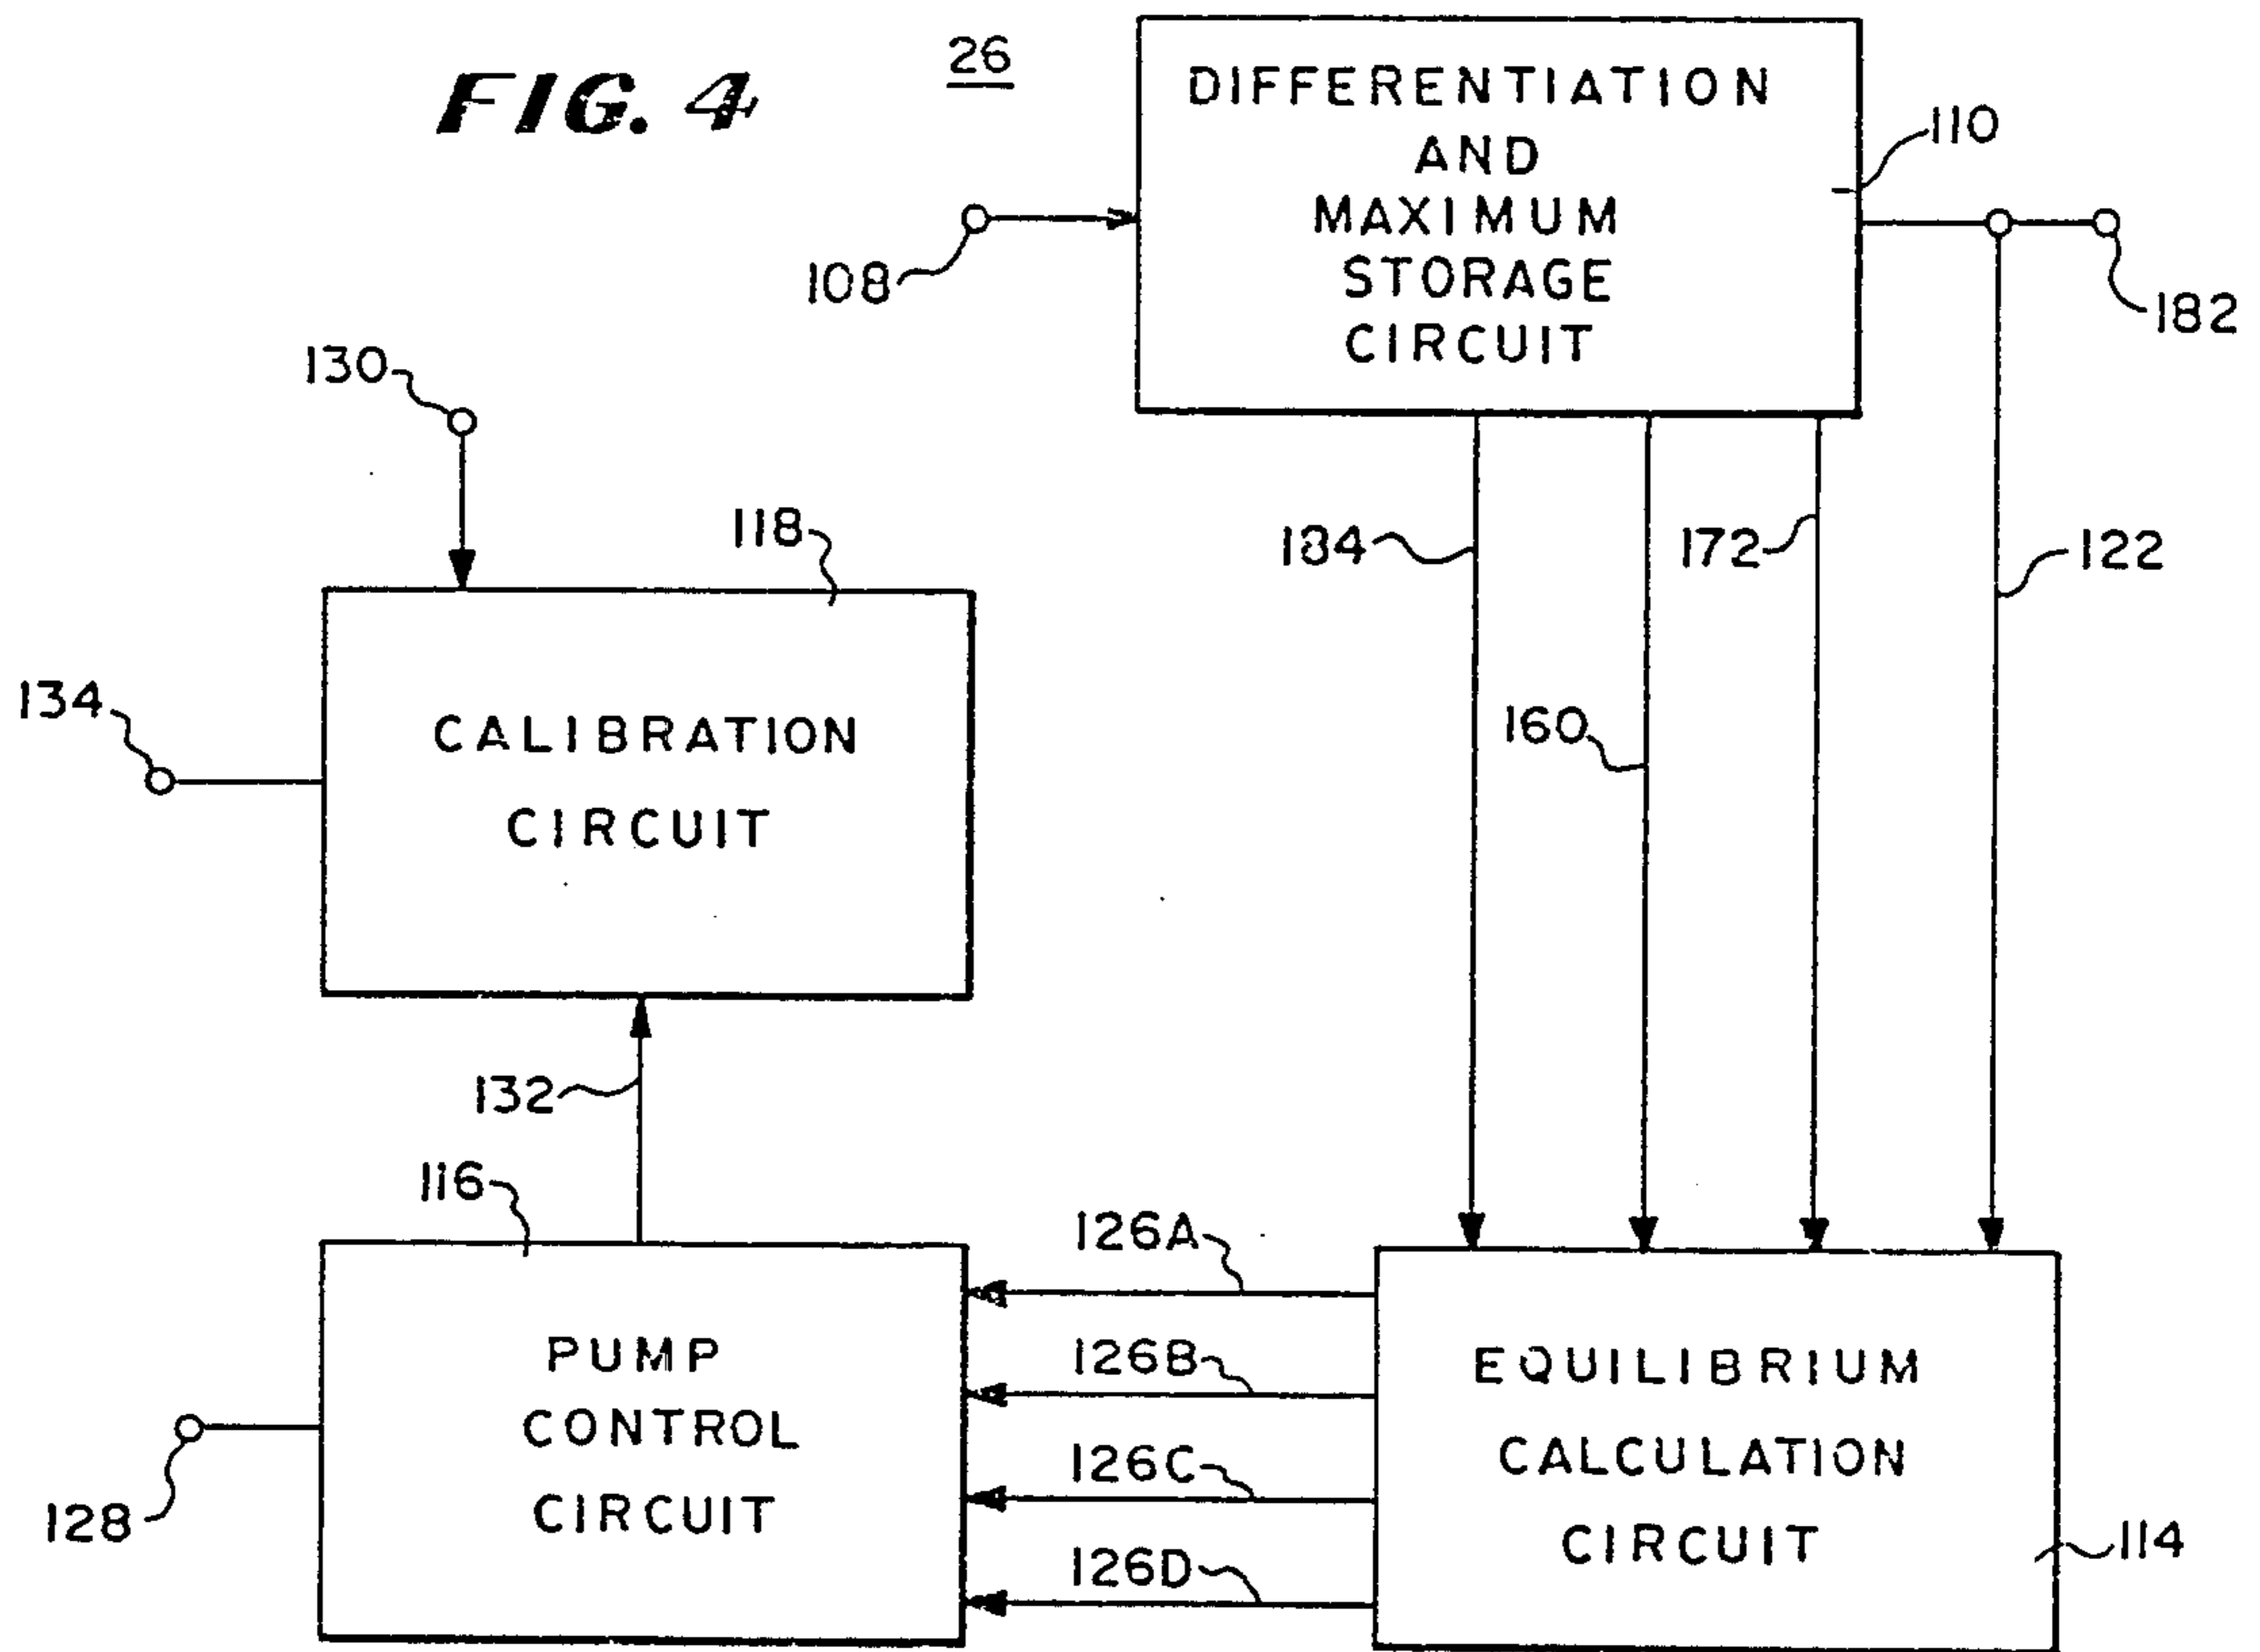 FIG. 4
26
DIFFERENTIATION
AND
MAXIMUM
STORAGE
CIRCUIT
110
108
182
130
118
184
172
122
134
CALIBRATION
CIRCUIT
160
132
116
126A
126B
126C
126D
PUMP
CONTROL
CIRCUIT
128
EQUILIBRIUM
CALCULATION
CIRCUIT
114